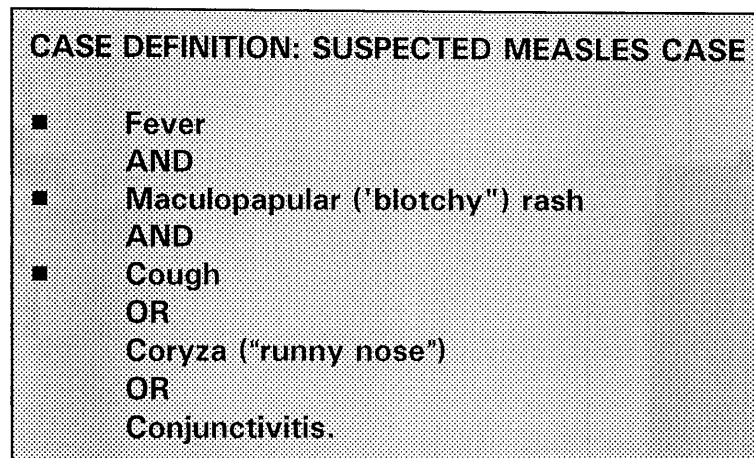 CASE DEFINITION: SUSPECTED MEASLES CASE
■ Fever
AND
■ Maculopapular ('blotchy") rash
AND
■ Cough
OR
Coryza ("runny nose")
OR
Conjunctivitis.